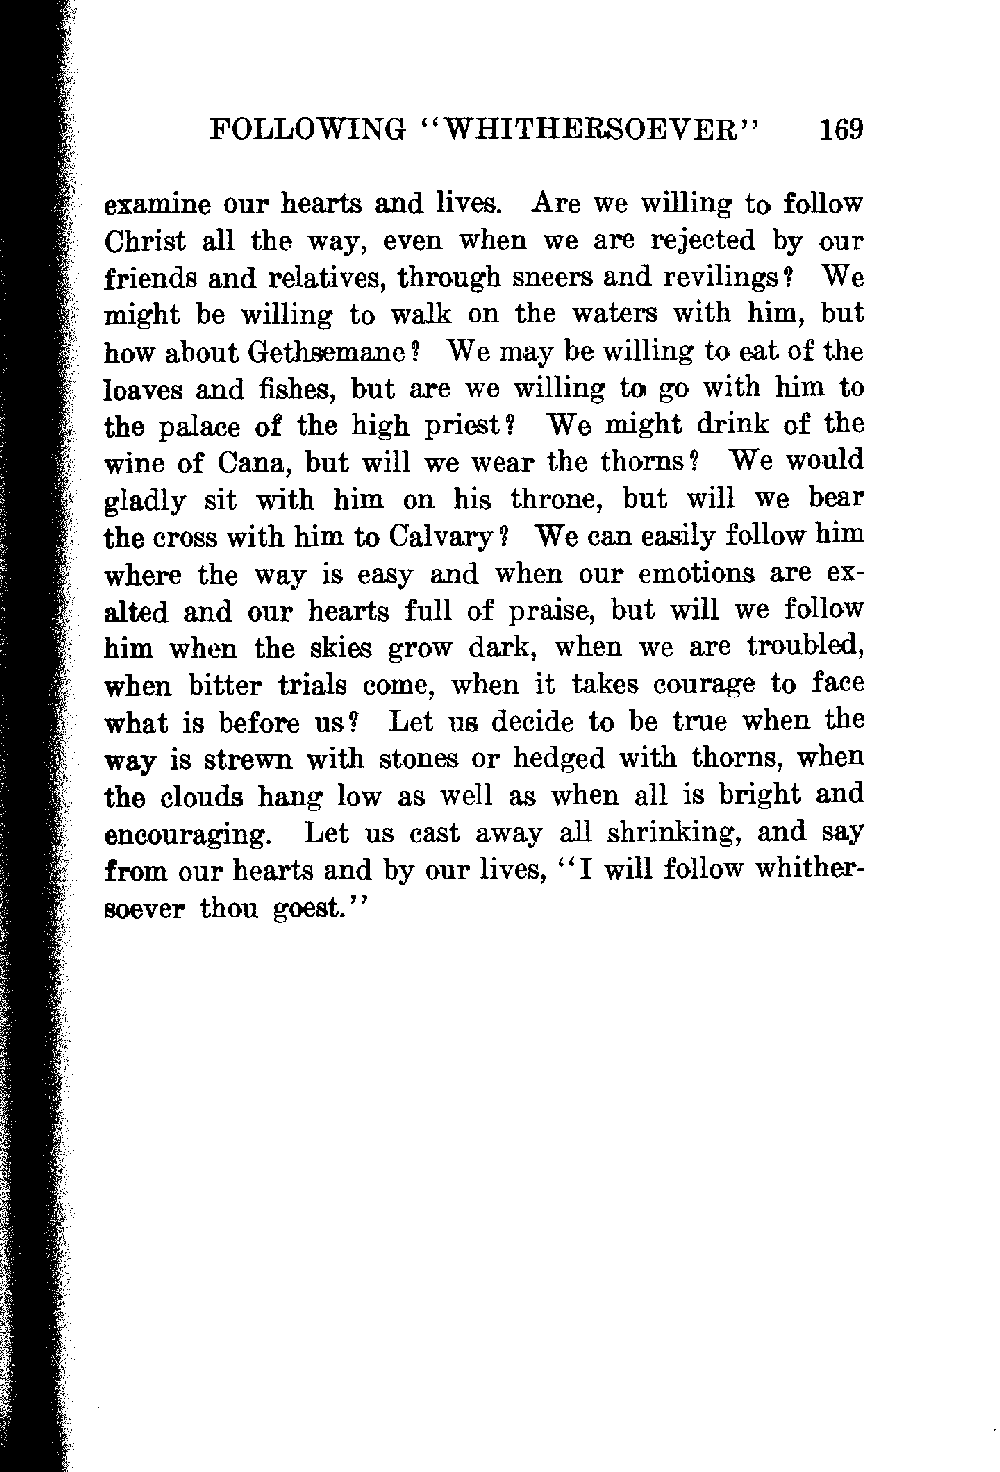 FOLLOWING "WHITHERSOEVER" 169
examine our hearts and lives. Are we willing to follow
Christ all the way, even when we are rejected by our
friends and relatives, through sneers and revilings? We
might be willing to walk on the waters with him, but
how about Gethsemane? We may be willing to eat of the
loaves and fishes, but are we willing to go with him to
the palace of the high priest? We might drink of the
wine of Cana, but will we wear the thorns? We would
gladly sit with him on his throne, but will we bear
the cross with him to Calvary? We can easily follow him
where the way is easy and when our emotions are ex-
alted and our hearts full of praise, but will we follow
him when the skies grow dark, when we are troubled,
when bitter trials come, when it takes courage to face
what is before us? Let us decide to be true when the
way is strewn with stones or hedged with thorns, when
the clouds hang low as well as when all is bright and
encouraging. Let us cast away all shrinking, and say
from our hearts and by our lives, "I will follow whither-
soever thou goest."